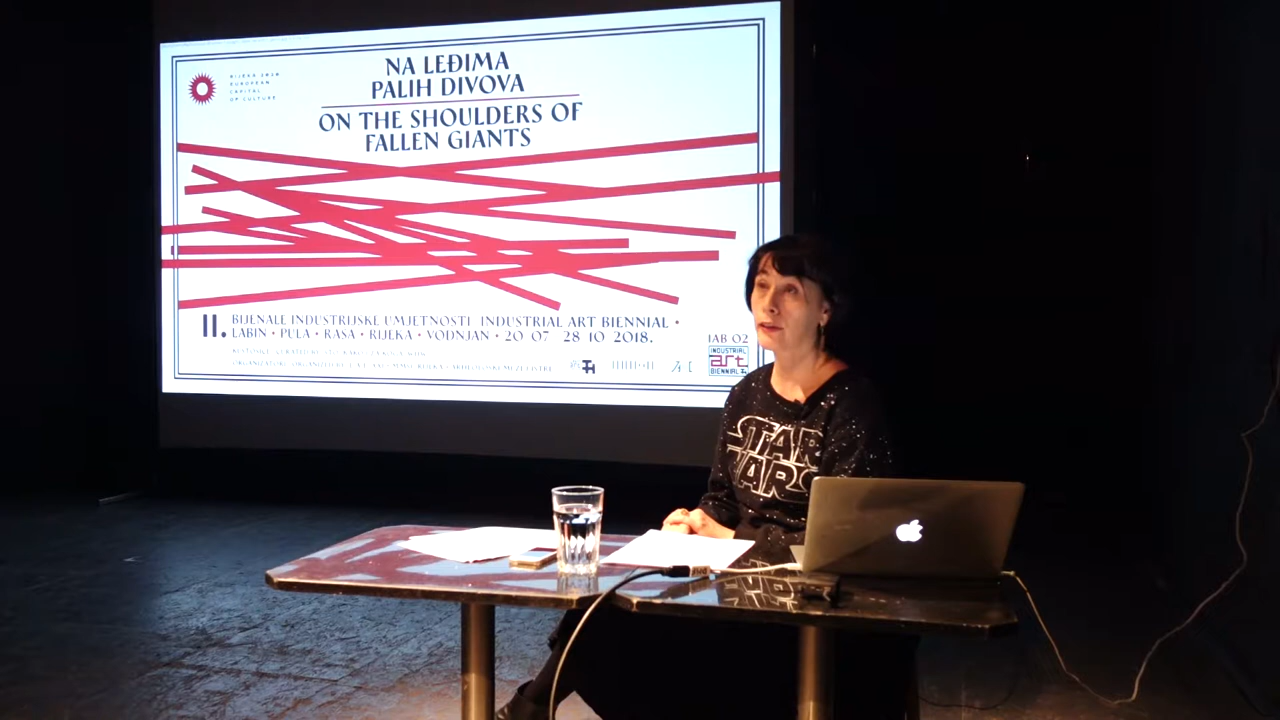 RIJEKA 2020
EUROPEAN
CAPITAL
OF CULTURE
NA LEĐIMA
PALIH DIVOVA
ON THE SHOULDERS OF
FALLEN GIANTS
II. BIJENALE INDUSTRIJSKE UMJETNOSTI INDUSTRIAL ART BIENNIAL •
LABIN • PULA • RAŠA • RIJEKA • VODNJAN • 20 07 28 10 2018.
IAB 02
INDUSTRIAL
art
BIENNIAL
STAR
WARS